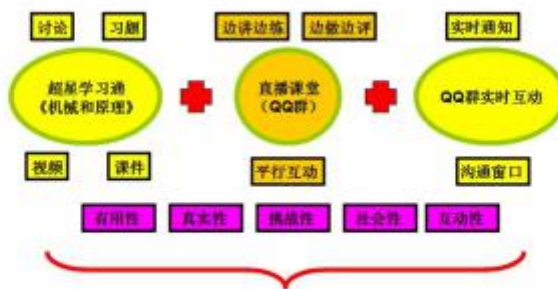 讨论 习题 边讲边练 边做边评 实时通知
超星学习通
《机械和原理》
直播课堂
(QQ群)
QQ群实时互动
视频 课件 平行互动 沟通窗口
有用性 真实性 挑战性 社会性 互动性